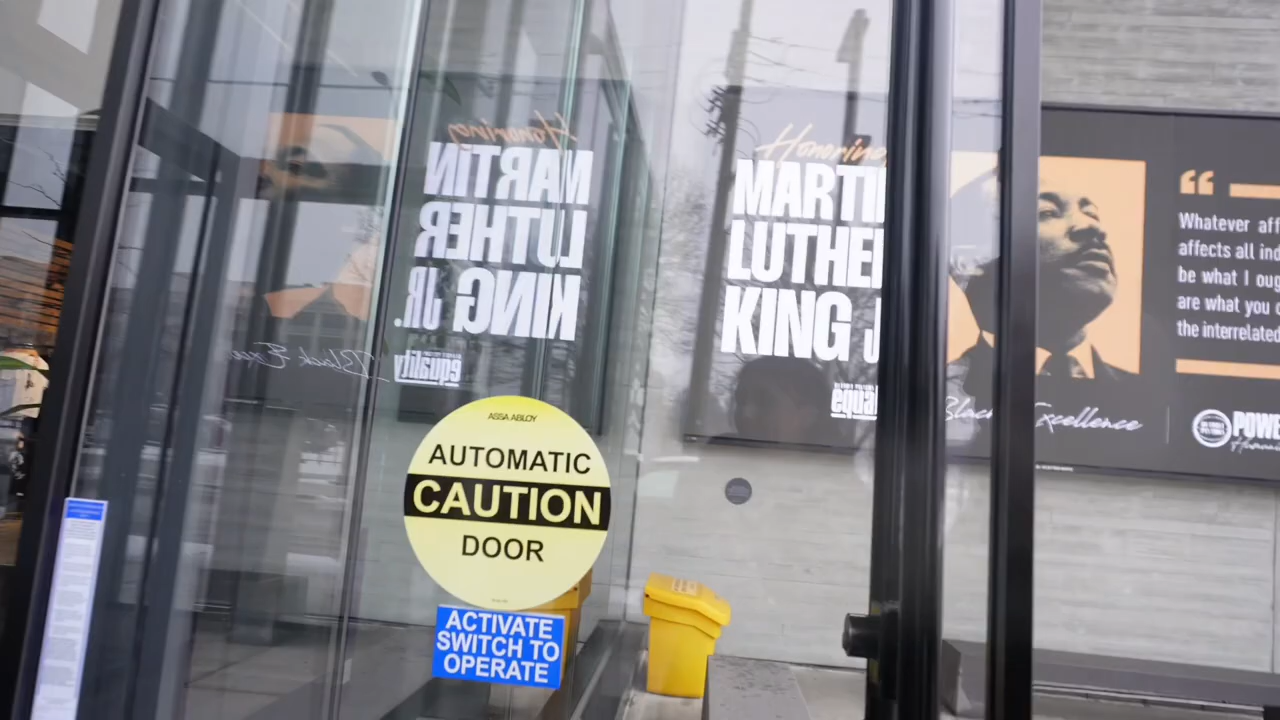 Honoring
MARTIN
LUTHER
KING JR.
equality
Black
ASSA ABLOY
AUTOMATIC
CAUTION
DOOR
ACTIVATE
SWITCH TO
OPERATE
Honoring
MARTI
LUTHE
KING J
equal
Black Excellence
“
Whatever aff
affects all ind
be what I oug
are what you
the interrelated
POWE